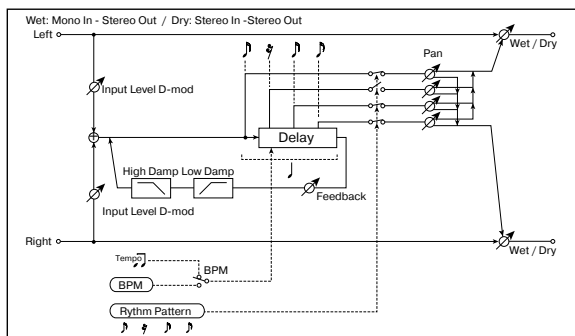 Wet: Mono In - Stereo Out / Dry: Stereo In -Stereo Out
Left
Wet / Dry
Pan
Input Level D-mod
Delay
High Damp Low Damp
Feedback
Input Level D-mod
Right
Wet / Dry
Tempo
BPM
BPM
Rythm Pattern